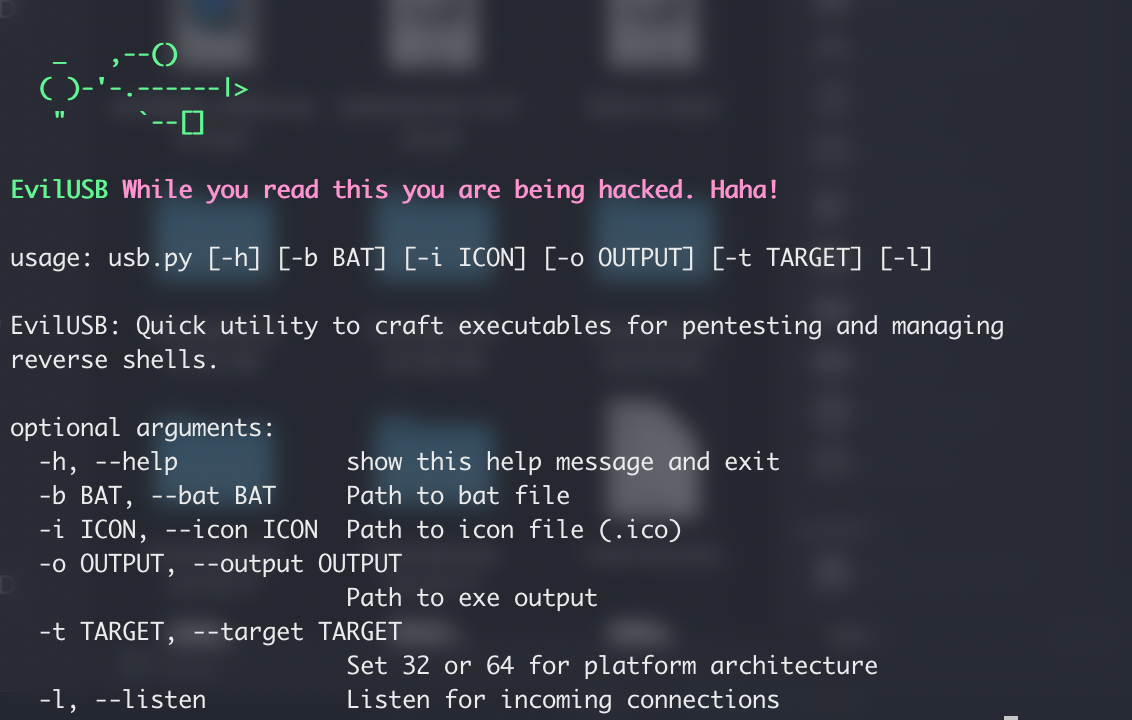 _   ,--()
( )-'-.------|>
 "     `--[]
EvilUSB While you read this you are being hacked. Haha!
usage: usb.py [-h] [-b BAT] [-i ICON] [-o OUTPUT] [-t TARGET] [-l]
EvilUSB: Quick utility to craft executables for pentesting and managing
reverse shells.
optional arguments:
  -h, --help            show this help message and exit
  -b BAT, --bat BAT     Path to bat file
  -i ICON, --icon ICON  Path to icon file (.ico)
  -o OUTPUT, --output OUTPUT
                        Path to exe output
  -t TARGET, --target TARGET
                        Set 32 or 64 for platform architecture
  -l, --listen          Listen for incoming connections